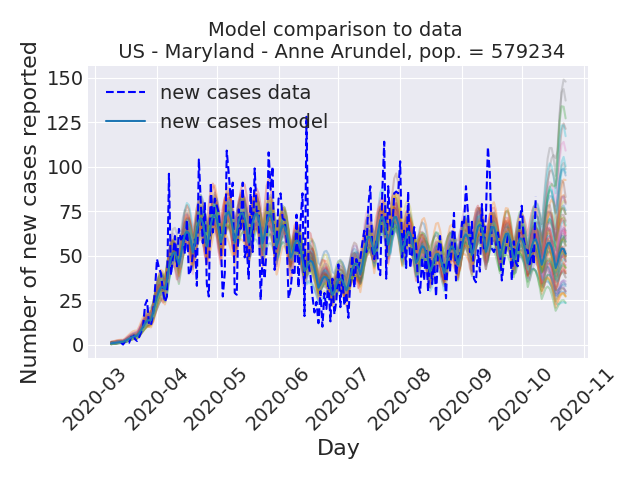 Model comparison to data
US - Maryland - Anne Arundel, pop. = 579234
Number of new cases reported
150
125
100
75
50
25
0
new cases data
new cases model
2020-03
2020-04
2020-05
2020-06
2020-07
2020-08
2020-09
2020-10
2020-11
Day